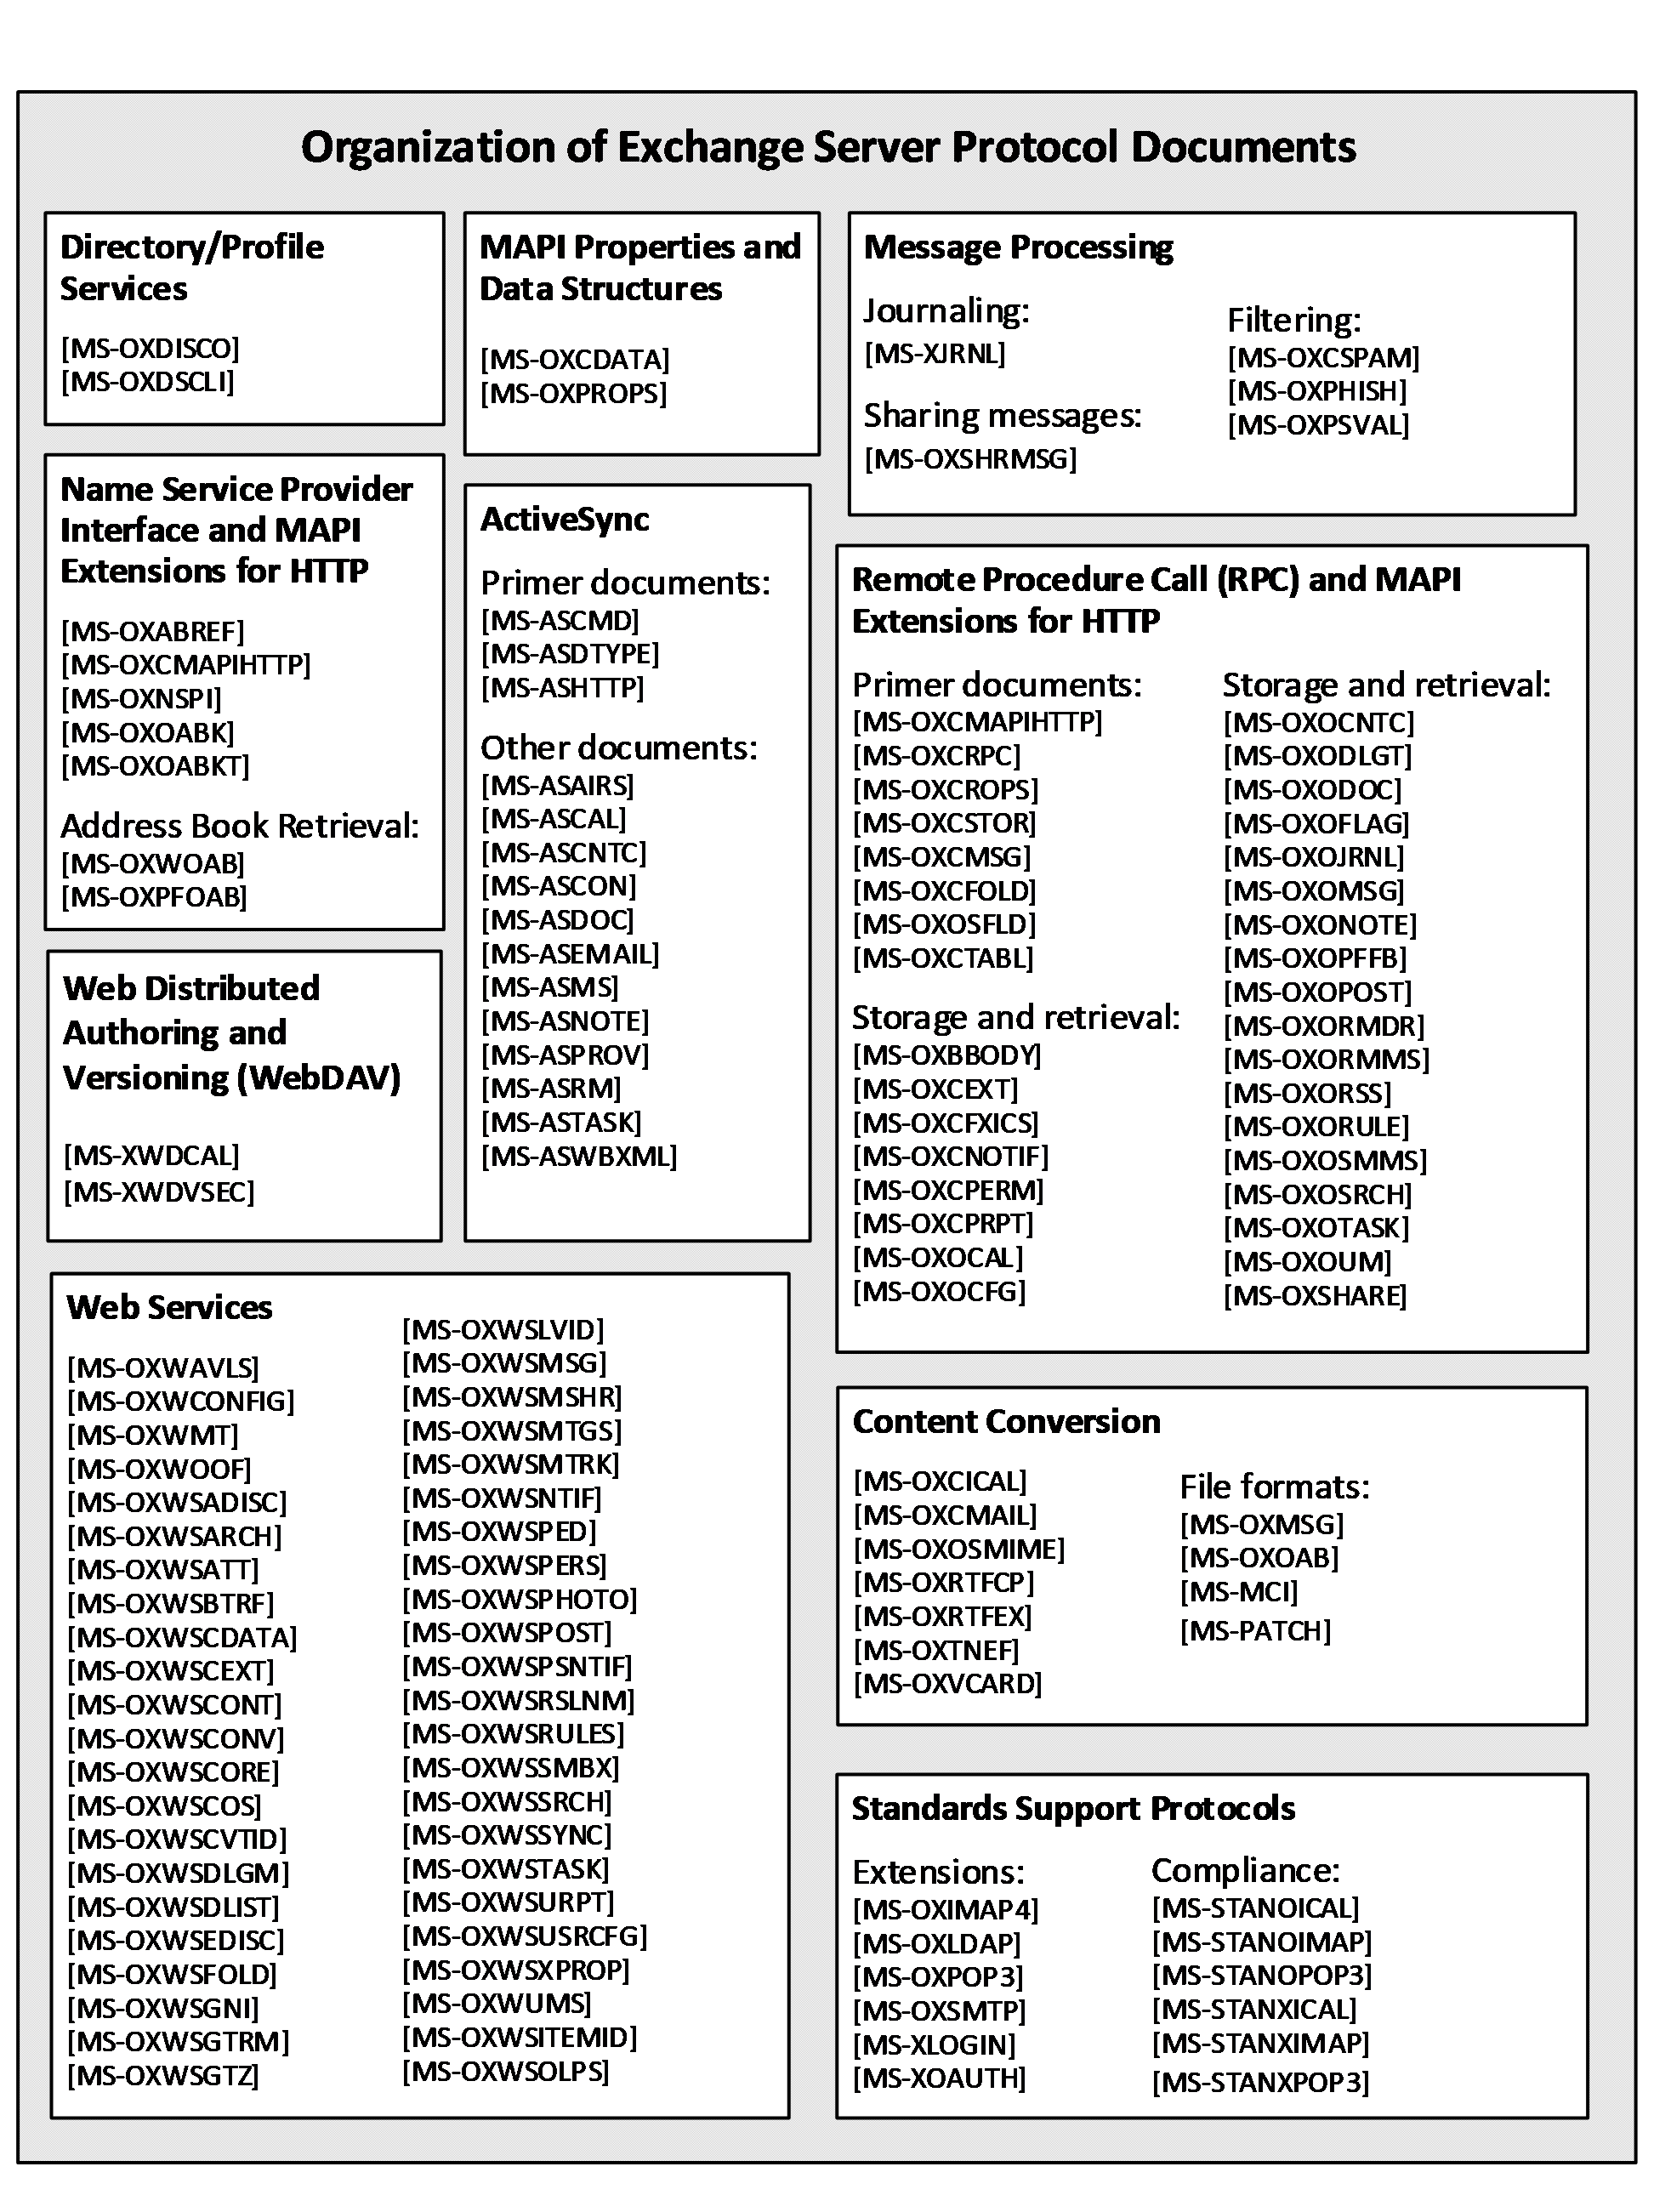 Organization of Exchange Server Protocol Documents
Directory/Profile
Services
[MS-OXDISCO]
[MS-OXDSCLI]
MAPI Properties and
Data Structures
[MS-OXCDATA]
[MS-OXPROPS]
Message Processing
Journaling:
[MS-XJRNL]
Sharing messages:
[MS-OXSHRMSG]
Filtering:
[MS-OXCSPAM]
[MS-OXPHISH]
[MS-OXPSVAL]
Name Service Provider
Interface and MAPI
Extensions for HTTP
[MS-OXABREF]
[MS-OXCMAPIHTTP]
[MS-OXNSPI]
[MS-OXOABK]
[MS-OXOABKT]
Address Book Retrieval:
[MS-OXWOAB]
[MS-OXPFOAB]
ActiveSync
Primer documents:
[MS-ASCMD]
[MS-ASDTYPE]
[MS-ASHTTP]
Other documents:
[MS-ASAIRS]
[MS-ASCAL]
[MS-ASCNTC]
[MS-ASCON]
[MS-ASDOC]
[MS-ASEMAIL]
[MS-ASMS]
[MS-ASNOTE]
[MS-ASPROV]
[MS-ASRM]
[MS-ASTASK]
[MS-ASWBXML]
Remote Procedure Call (RPC) and MAPI
Extensions for HTTP
Primer documents:
[MS-OXCMAPIHTTP]
[MS-OXCRPC]
[MS-OXCROPS]
[MS-OXCSTOR]
[MS-OXCMSG]
[MS-OXCFOLD]
[MS-OXOSFLD]
[MS-OXCTABL]
Storage and retrieval:
[MS-OXBBODY]
[MS-OXCEXT]
[MS-OXCFXICS]
[MS-OXCNOTIF]
[MS-OXCPERM]
[MS-OXCPRPT]
[MS-OXOCAL]
[MS-OXOCFG]
Storage and retrieval:
[MS-OXOCNTC]
[MS-OXODLGT]
[MS-OXODOC]
[MS-OXOFLAG]
[MS-OXOJRNL]
[MS-OXOMSG]
[MS-OXONOTE]
[MS-OXOPFFB]
[MS-OXOPOST]
[MS-OXORMDR]
[MS-OXORMMS]
[MS-OXORSS]
[MS-OXORULE]
[MS-OXOSMMS]
[MS-OXOSRCH]
[MS-OXOTASK]
[MS-OXOUM]
[MS-OXSHARE]
Web Distributed
Authoring and
Versioning (WebDAV)
[MS-XWDCAL]
[MS-XWDVSEC]
Web Services
[MS-OXWAVLS]
[MS-OXWCONFIG]
[MS-OXWMT]
[MS-OXWOOF]
[MS-OXWSADISC]
[MS-OXWSARCH]
[MS-OXWSATT]
[MS-OXWSBTRF]
[MS-OXWSCDATA]
[MS-OXWSCEXT]
[MS-OXWSCONT]
[MS-OXWSCONV]
[MS-OXWSCORE]
[MS-OXWSCOS]
[MS-OXWSCVTID]
[MS-OXWSDLGM]
[MS-OXWSDLIST]
[MS-OXWSEDISC]
[MS-OXWSFOLD]
[MS-OXWSGNI]
[MS-OXWSGTRM]
[MS-OXWSGTZ]
[MS-OXWSLVID]
[MS-OXWSMSG]
[MS-OXWSMSHR]
[MS-OXWSMTGS]
[MS-OXWSMTRK]
[MS-OXWSNTIF]
[MS-OXWSPED]
[MS-OXWSPERS]
[MS-OXWSPHOTO]
[MS-OXWSPOST]
[MS-OXWSPSNTIF]
[MS-OXWSRSLNM]
[MS-OXWSRULES]
[MS-OXWSSMBX]
[MS-OXWSSRCH]
[MS-OXWSSYNC]
[MS-OXWSTASK]
[MS-OXWSURPT]
[MS-OXWSUSRCFG]
[MS-OXWSXPROP]
[MS-OXWUMS]
[MS-OXWSITEMID]
[MS-OXWSOLPS]
Content Conversion
[MS-OXCICAL]
[MS-OXCMAIL]
[MS-OXOSMIME]
[MS-OXRTFCP]
[MS-OXRTFEX]
[MS-OXTNEF]
[MS-OXVCARD]
File formats:
[MS-OXMSG]
[MS-OXOAB]
[MS-MCI]
[MS-PATCH]
Standards Support Protocols
Extensions:
[MS-OXIMAP4]
[MS-OXLDAP]
[MS-OXPOP3]
[MS-OXSMTP]
[MS-XLOGIN]
[MS-XOAUTH]
Compliance:
[MS-STANOICAL]
[MS-STANOIMAP]
[MS-STANOPOP3]
[MS-STANXICAL]
[MS-STANXIMAP]
[MS-STANXPOP3]